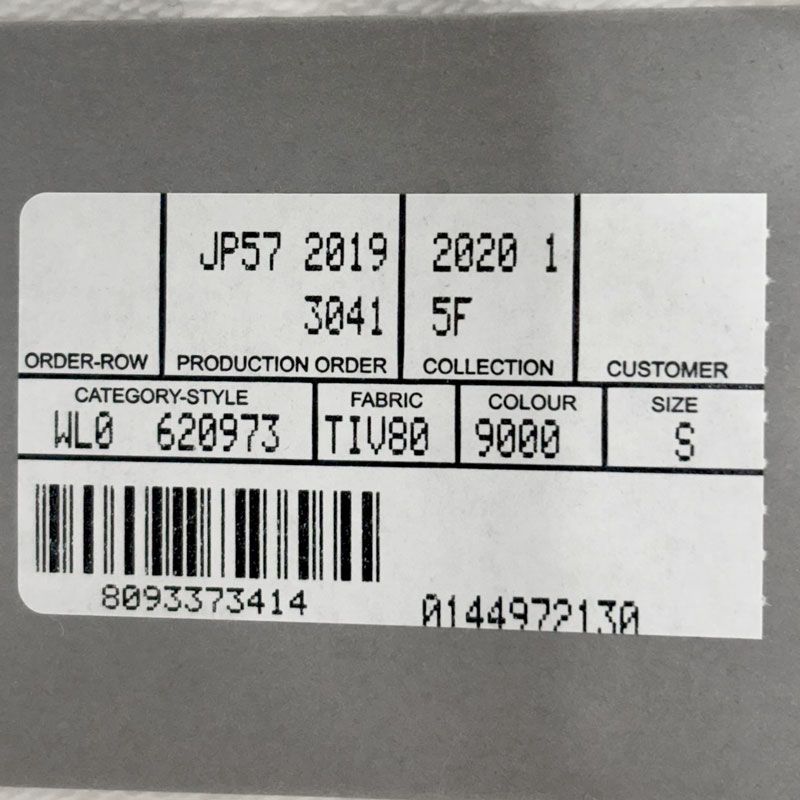 JP57 2019
3041
2020 1
5F
ORDER-ROW
PRODUCTION ORDER
COLLECTION
CUSTOMER
CATEGORY-STYLE
FABRIC
COLOUR
SIZE
WL0 620973
TIV80
9000
S
8093373414
0144972130